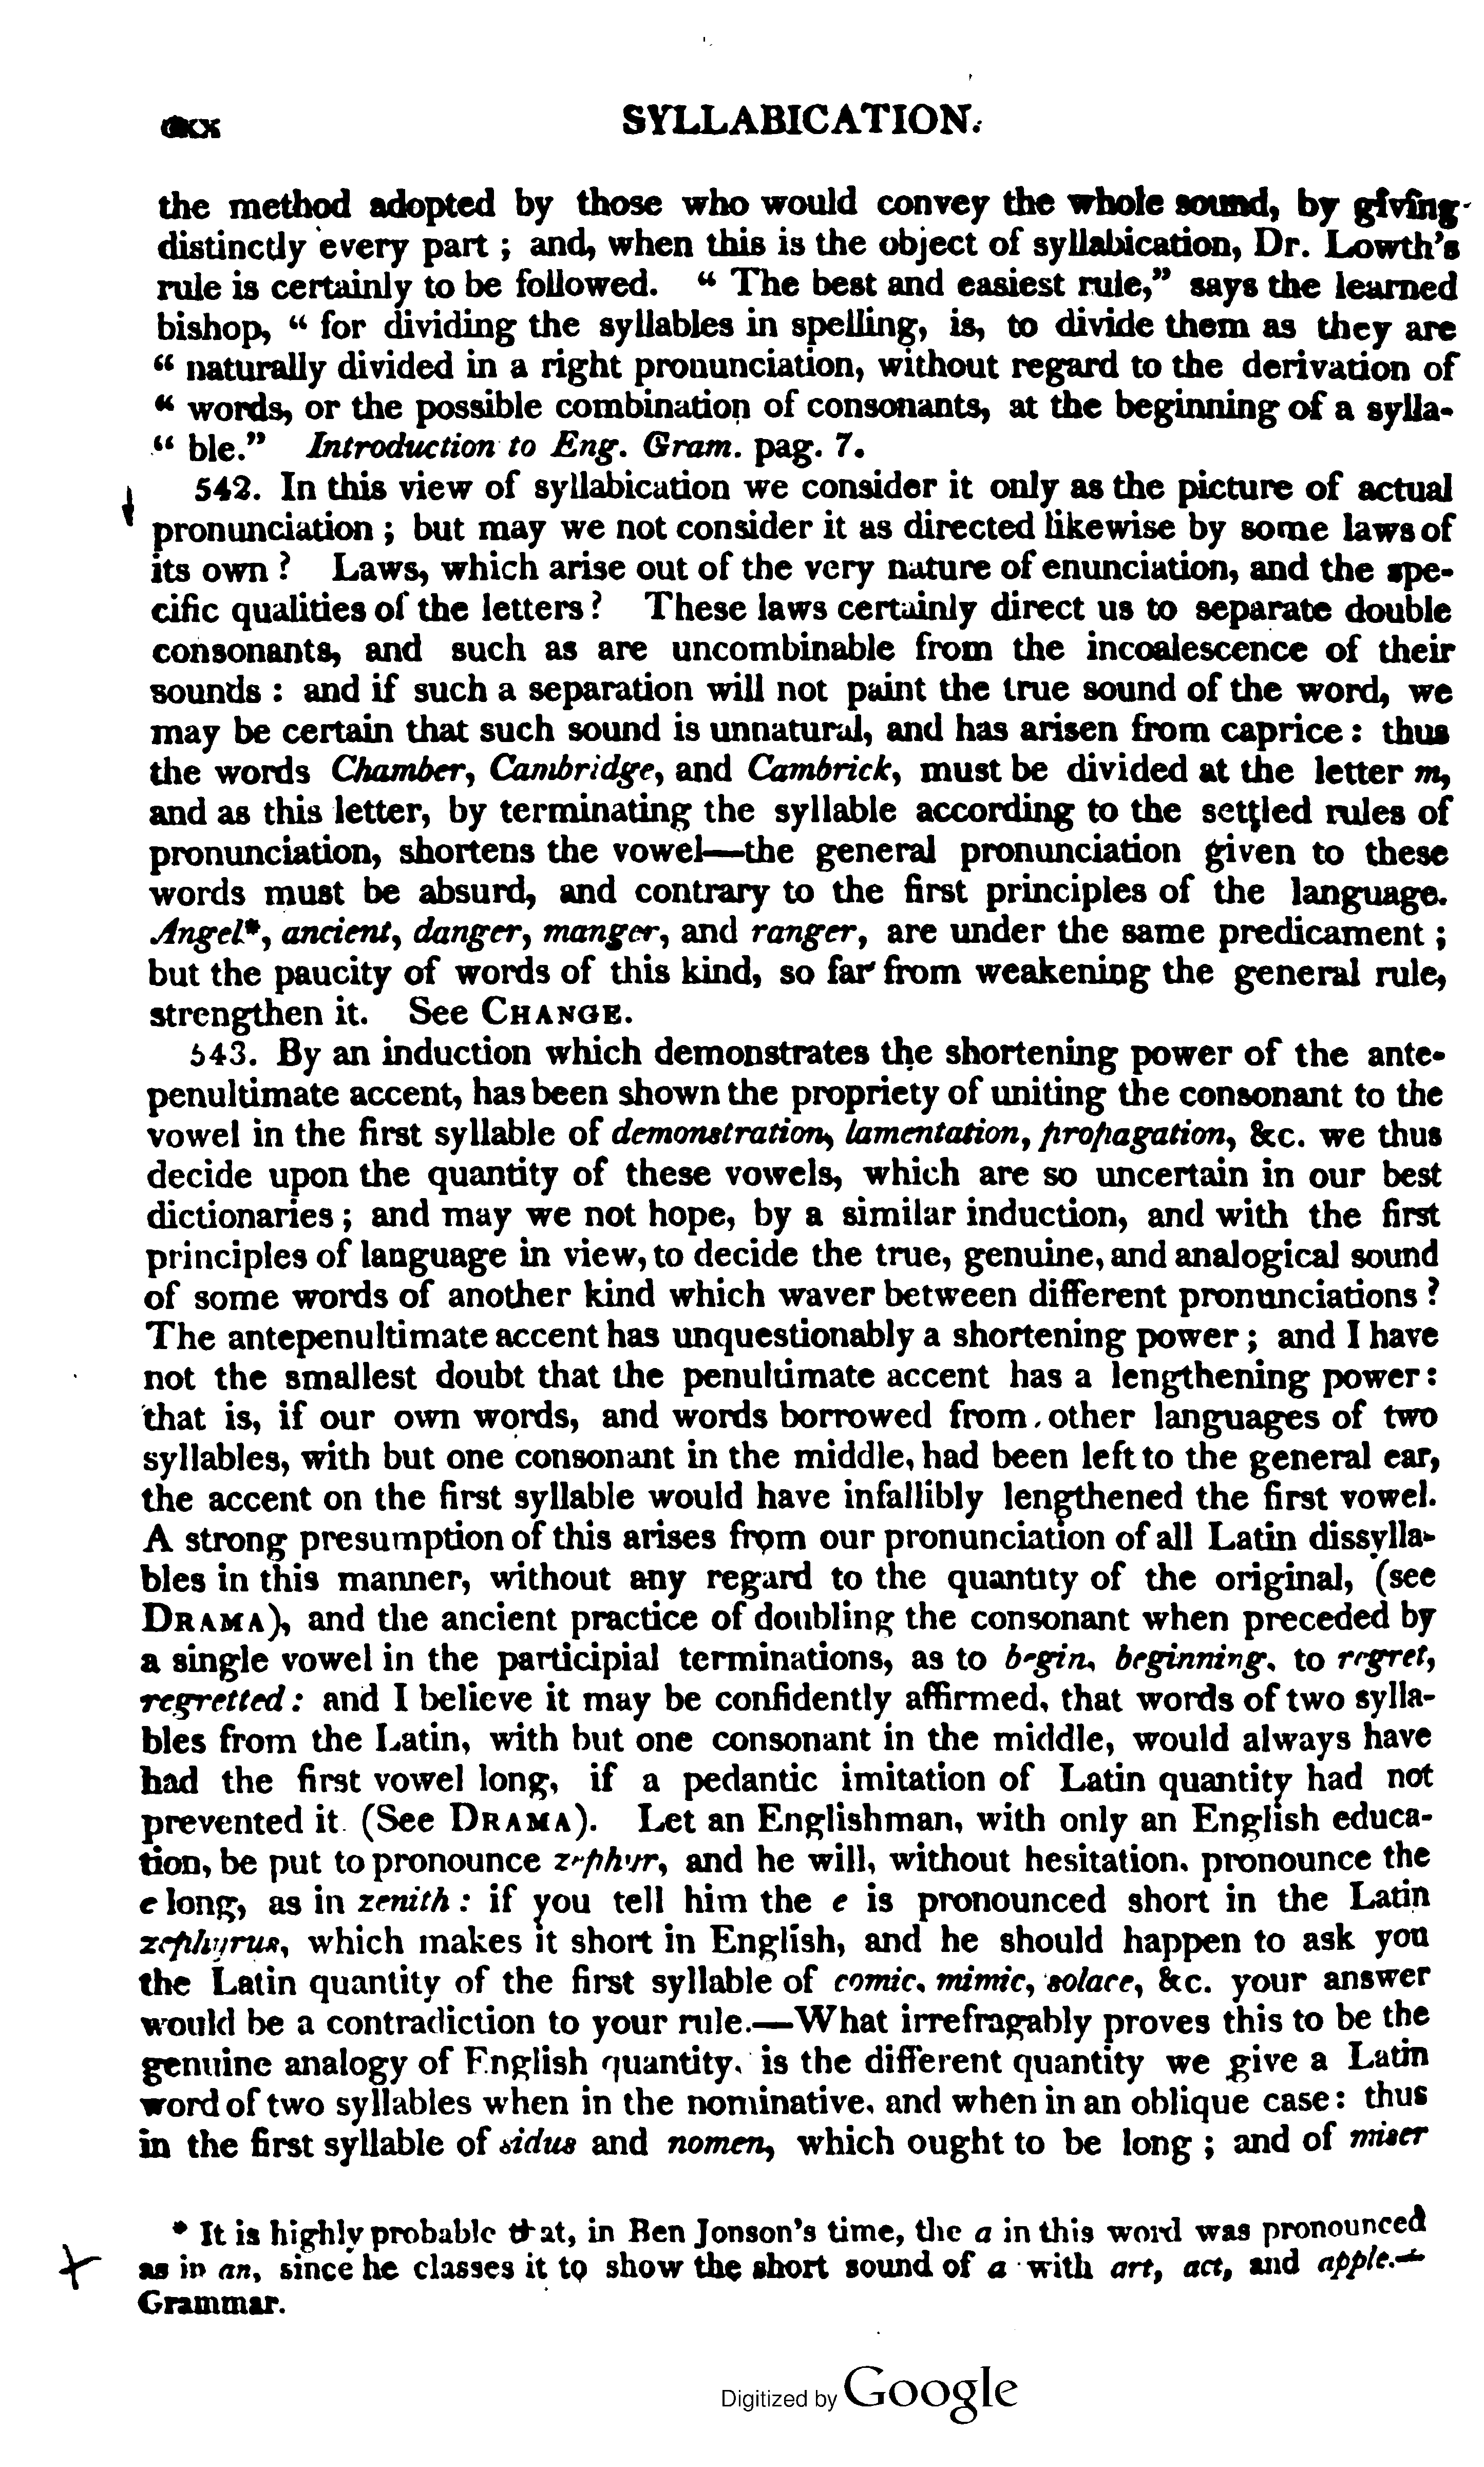 SYLLABICATION.
the method adopted by those who would convey the whole sound, by giving
distinctly every part ; and, when this is the object of syllabication, Dr. Lowth's
rule is certainly to be followed. “ The best and easiest rule,” says the learned
bishop, “ for dividing the syllables in spelling, is, to divide them as they are
“ naturally divided in a right pronunciation, without regard to the derivation of
“ words, or the possible combination of consonants, at the beginning of a sylla-
“ ble.” Introduction to Eng. Gram. pag. 7.
542. In this view of syllabication we consider it only as the picture of actual
pronunciation ; but may we not consider it as directed likewise by some laws of
its own ? Laws, which arise out of the very nature of enunciation, and the spe-
cific qualities of the letters ? These laws certainly direct us to separate double
consonants, and such as are uncombinable from the incoalescence of their
sounds : and if such a separation will not paint the true sound of the word, we
may be certain that such sound is unnatural, and has arisen from caprice : thus
the words Chamber, Cambridge, and Cambrick, must be divided at the letter m,
and as this letter, by terminating the syllable according to the settled rules of
pronunciation, shortens the vowel—the general pronunciation given to these
words must be absurd, and contrary to the first principles of the language.
Angel*, ancient, danger, manger, and ranger, are under the same predicament ;
but the paucity of words of this kind, so far from weakening the general rule,
strengthen it. See CHANGE.
543. By an induction which demonstrates the shortening power of the ante-
penultimate accent, has been shown the propriety of uniting the consonant to the
vowel in the first syllable of demonstration, lamentation, propagation, &c. we thus
decide upon the quantity of these vowels, which are so uncertain in our best
dictionaries ; and may we not hope, by a similar induction, and with the first
principles of language in view, to decide the true, genuine, and analogical sound
of some words of another kind which waver between different pronunciations ?
The antepenultimate accent has unquestionably a shortening power ; and I have
not the smallest doubt that the penultimate accent has a lengthening power :
that is, if our own words, and words borrowed from other languages of two
syllables, with but one consonant in the middle, had been left to the general ear,
the accent on the first syllable would have infallibly lengthened the first vowel.
A strong presumption of this arises from our pronunciation of all Latin dissylla-
bles in this manner, without any regard to the quantity of the original, (see
DRAMA), and the ancient practice of doubling the consonant when preceded by
a single vowel in the participial terminations, as to begin, beginning, to regret,
regretted : and I believe it may be confidently affirmed, that words of two sylla-
bles from the Latin, with but one consonant in the middle, would always have
had the first vowel long, if a pedantic imitation of Latin quantity had not
prevented it (See DRAMA). Let an Englishman, with only an English educa-
tion, be put to pronounce zephyr, and he will, without hesitation, pronounce the
e long, as in zenith : if you tell him the e is pronounced short in the Latin
zephyrus, which makes it short in English, and he should happen to ask you
the Latin quantity of the first syllable of comic, mimic, solace, &c. your answer
would be a contradiction to your rule.—What irrefragably proves this to be the
genuine analogy of English quantity, is the different quantity we give a Latin
word of two syllables when in the nominative, and when in an oblique case : thus
in the first syllable of sidus and nomen, which ought to be long ; and of miser
* It is highly probable that, in Ben Jonson's time, the a in this word was pronounced
as in an, since he classes it to show the short sound of a with art, act, and apple.—
Grammar.
Digitized by Google